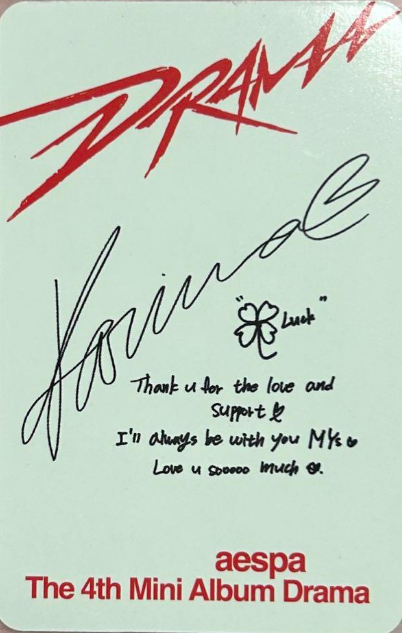 DRAMA
Karina
"Luck"
Thank u for the love and
support
I'll always be with you MYs
Love u sooooo much.
aespa
The 4th Mini Album Drama